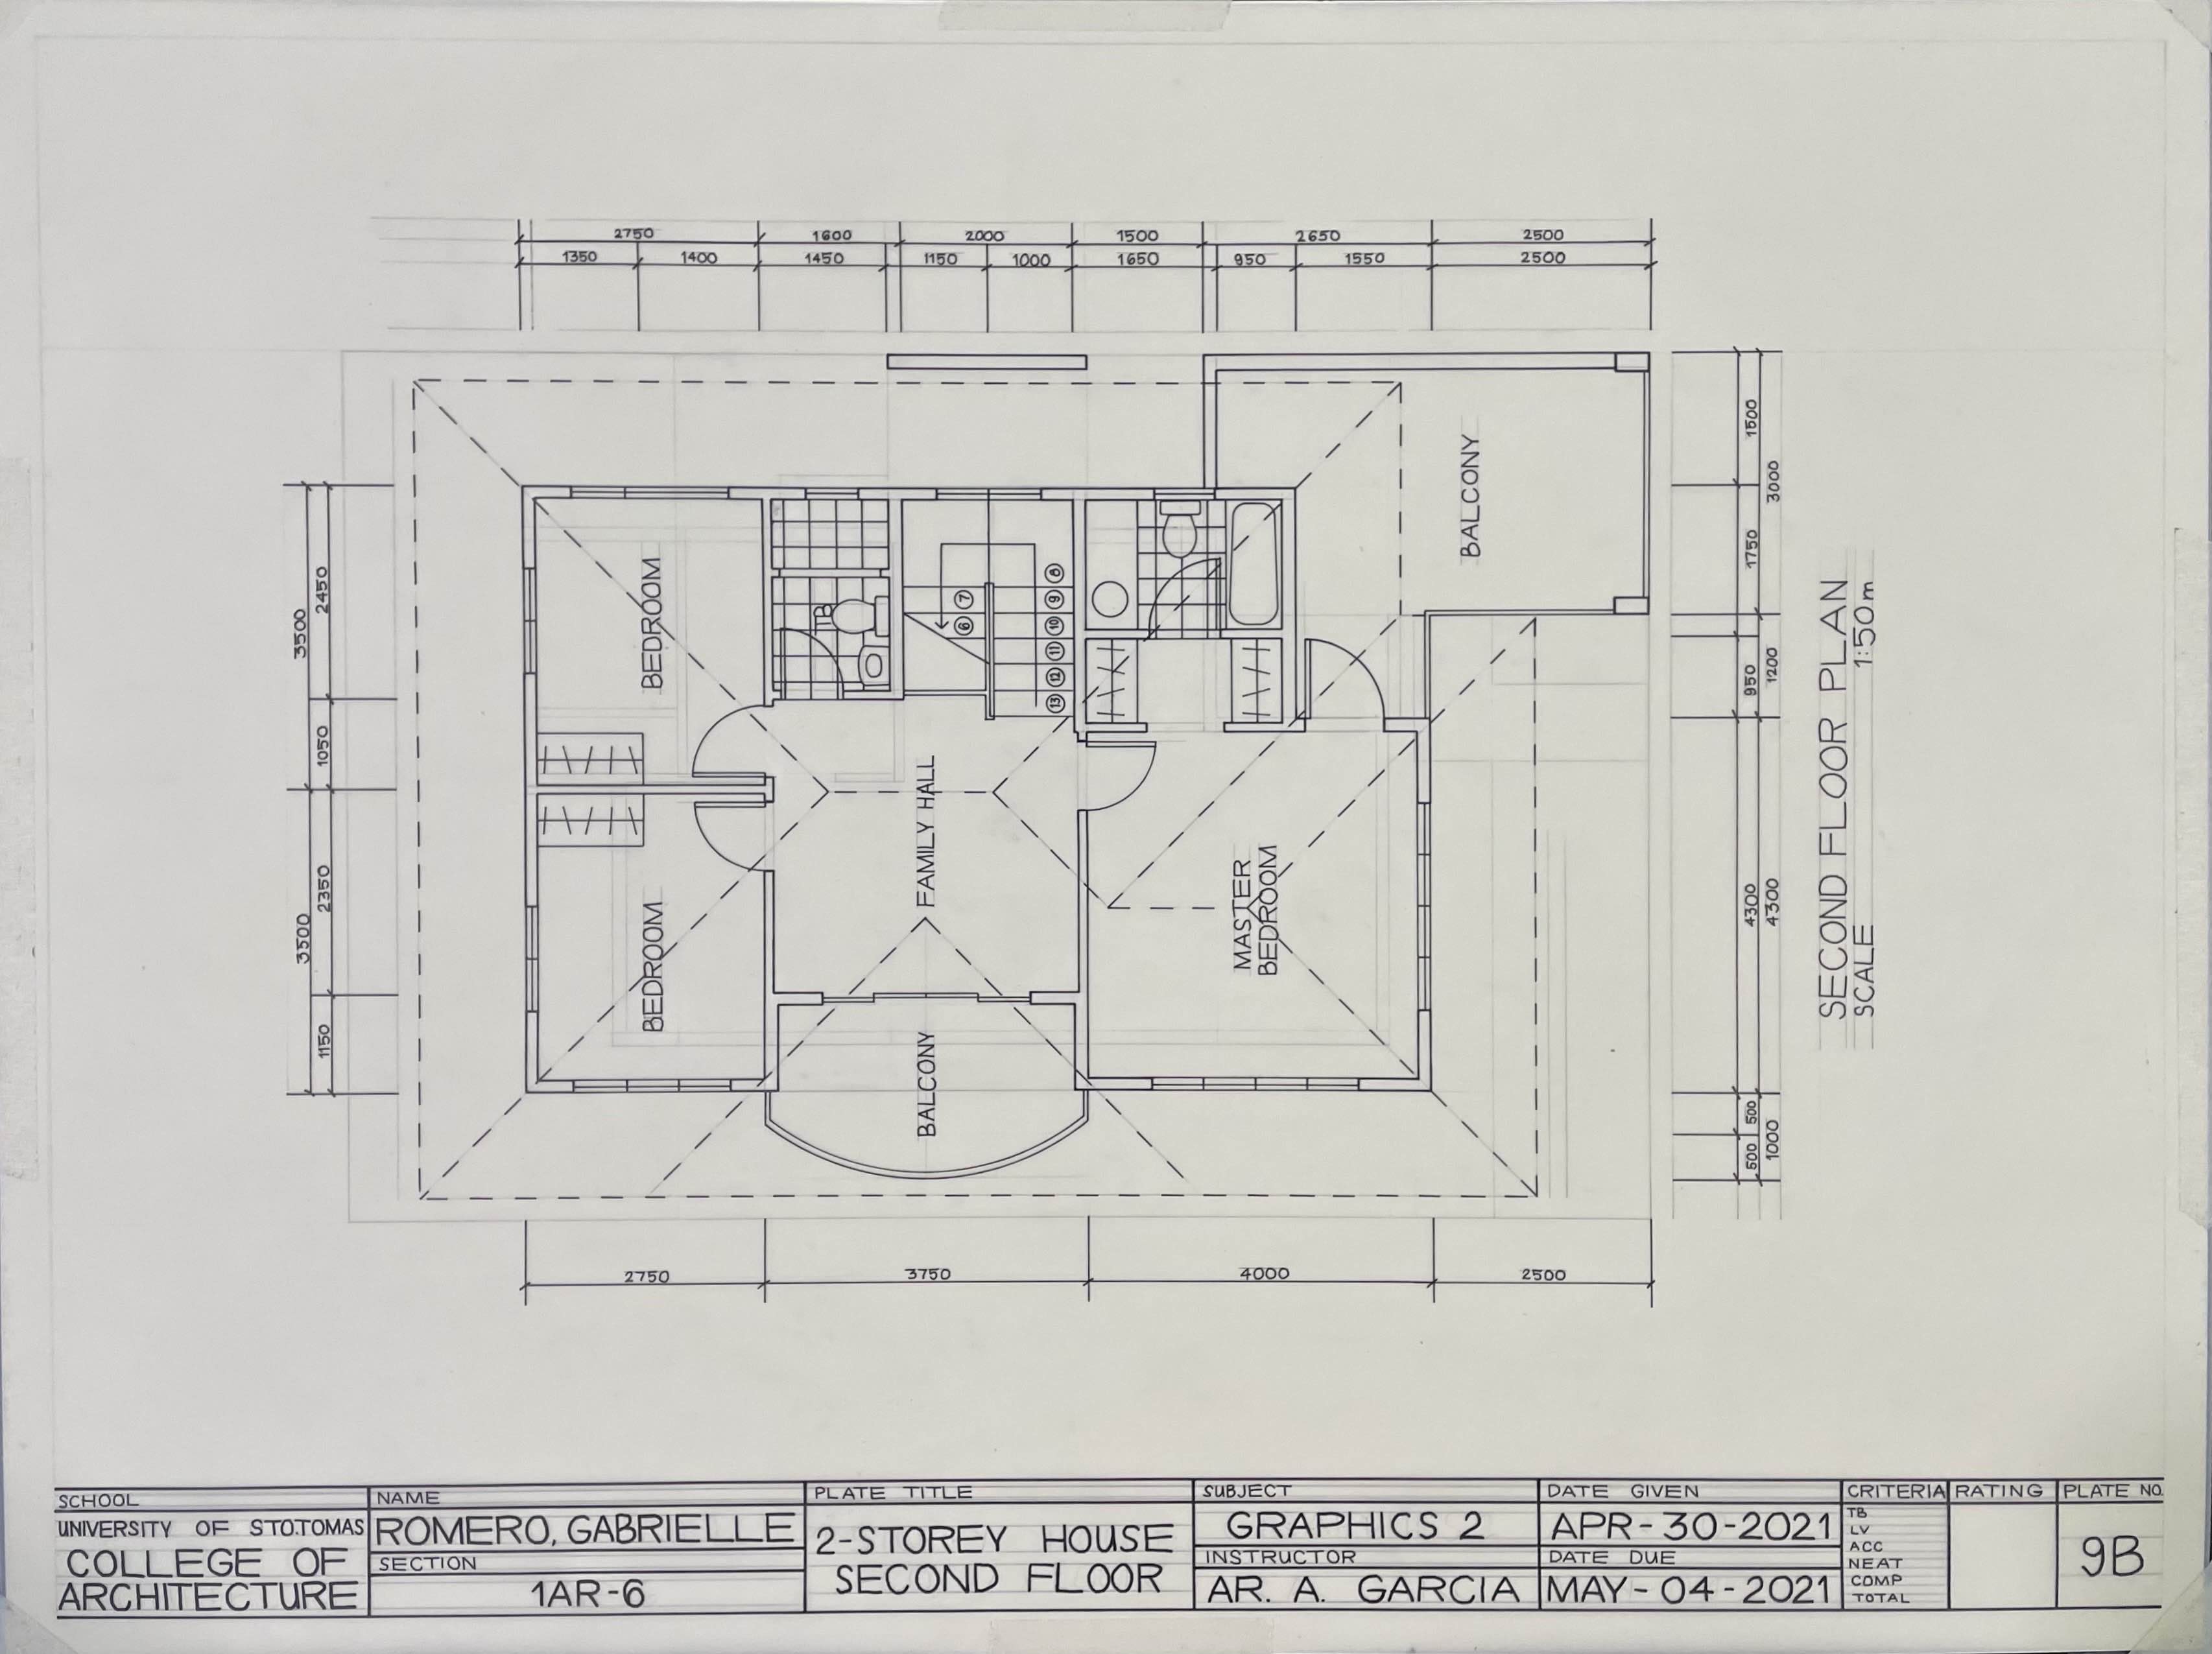 2750 1600 2000 1500 2650 2500
1350 1400 1450 1150 1000 1650 950 1550 2500
3500
2450
1050
3500
2350
1150
1500
3000
1750
950
1200
4300
4300
500
500
1000
BEDROOM
TB
7
6
8
9
10
11
12
13
BALCONY
BEDROOM
FAMILY HALL
MASTER
BEDROOM
BALCONY
2750 3750 4000 2500
SECOND FLOOR PLAN
SCALE 1:50m
SCHOOL
UNIVERSITY OF STO.TOMAS
COLLEGE OF
ARCHITECTURE
NAME
ROMERO, GABRIELLE
SECTION
1AR-6
PLATE TITLE
2-STOREY HOUSE
SECOND FLOOR
SUBJECT
GRAPHICS 2
INSTRUCTOR
AR. A. GARCIA
DATE GIVEN
APR-30-2021
DATE DUE
MAY-04-2021
CRITERIA
TB
LV
ACC
NEAT
COMP
TOTAL
RATING
PLATE NO.
9B